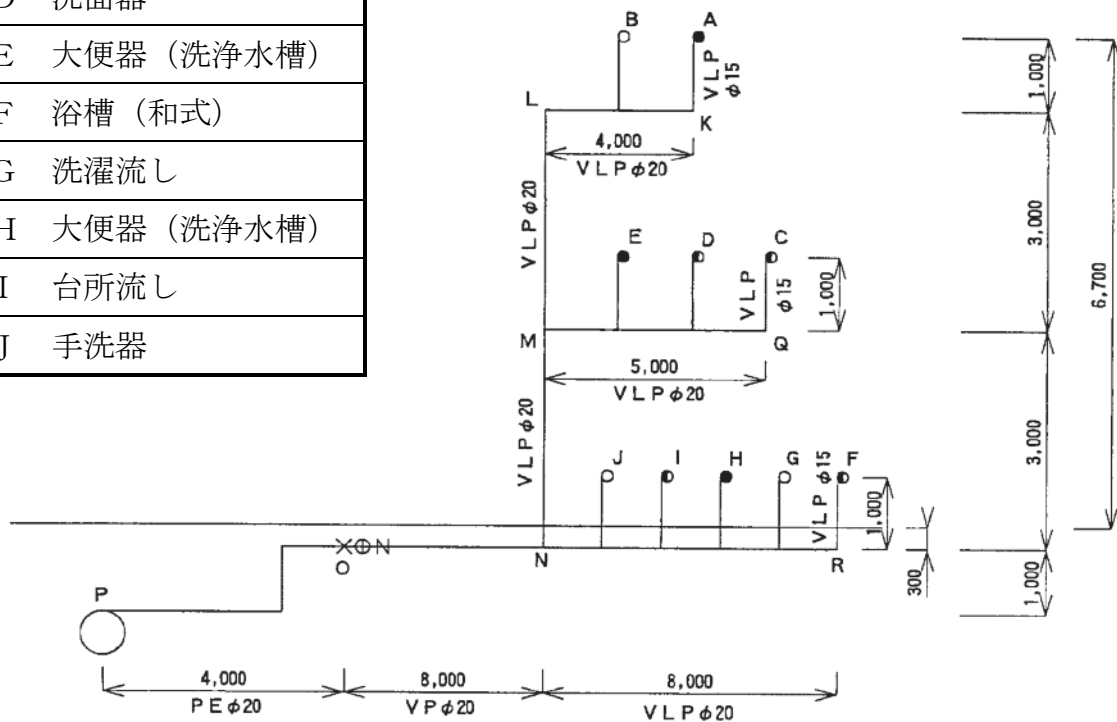 E 大便器（洗浄水槽）
F 浴槽（和式）
G 洗濯流し
H 大便器（洗浄水槽）
I 台所流し
J 手洗器
B A
VLP φ15
L
K
4,000
VLPφ20
VLPφ20
E D C
VLP φ15
1,000
M
Q
5,000
VLPφ20
VLPφ20
J I H G F
VLP φ15
1,000
O
N
R
P
300
4,000
PEφ20
8,000
VPφ20
8,000
VLPφ20
1,000
3,000
3,000
1,000
6,700